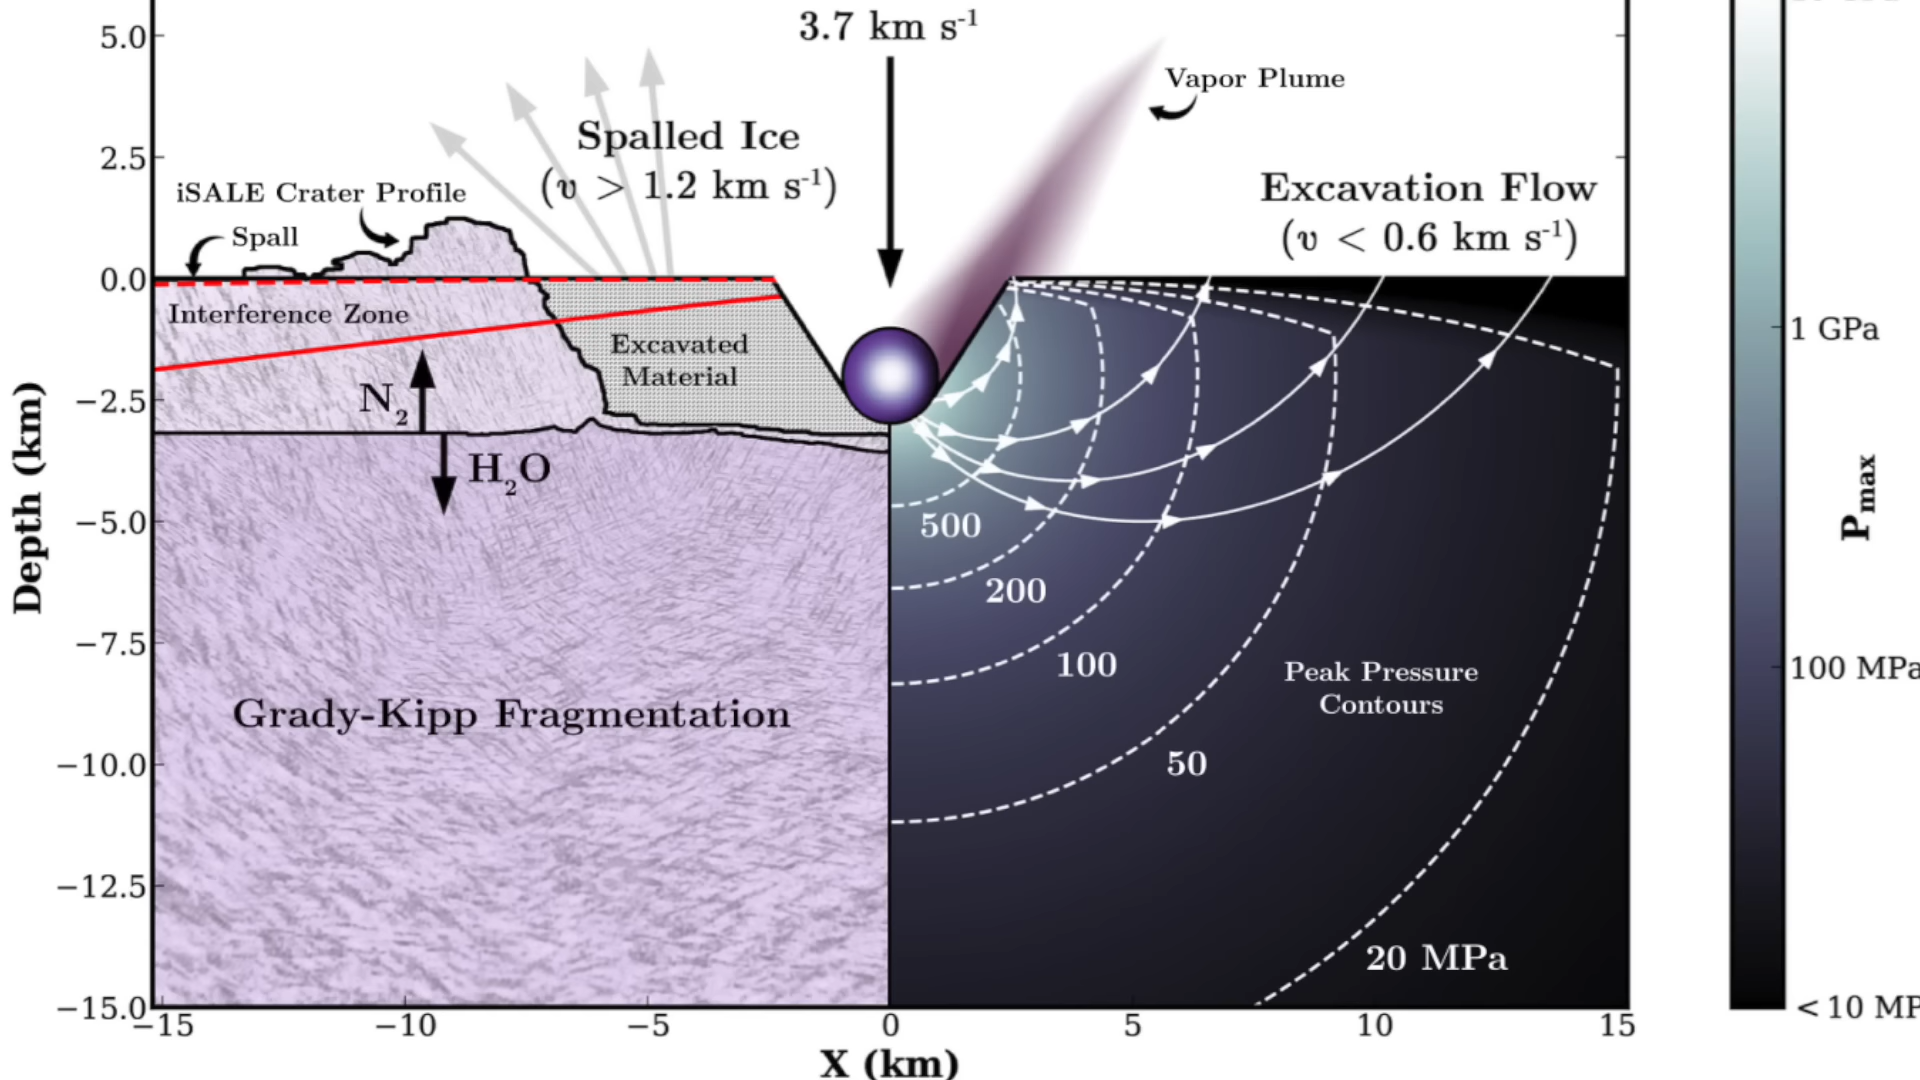 5.0
2.5
0.0
−2.5
−5.0
−7.5
−10.0
−12.5
−15.0
Depth (km)
−15
−10
−5
0
5
10
15
X (km)
3.7 km s-1
Vapor Plume
Spalled Ice
(v > 1.2 km s-1)
iSALE Crater Profile
Spall
Excavation Flow
(v < 0.6 km s-1)
Interference Zone
Excavated
Material
N2
H2O
Grady-Kipp Fragmentation
500
200
100
50
20 MPa
Peak Pressure
Contours
1 GPa
100 MPa
< 10 MP
Pmax